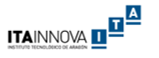 ITAINNOVA
INSTITUTO TECNOLÓGICO DE ARAGÓN
I T A